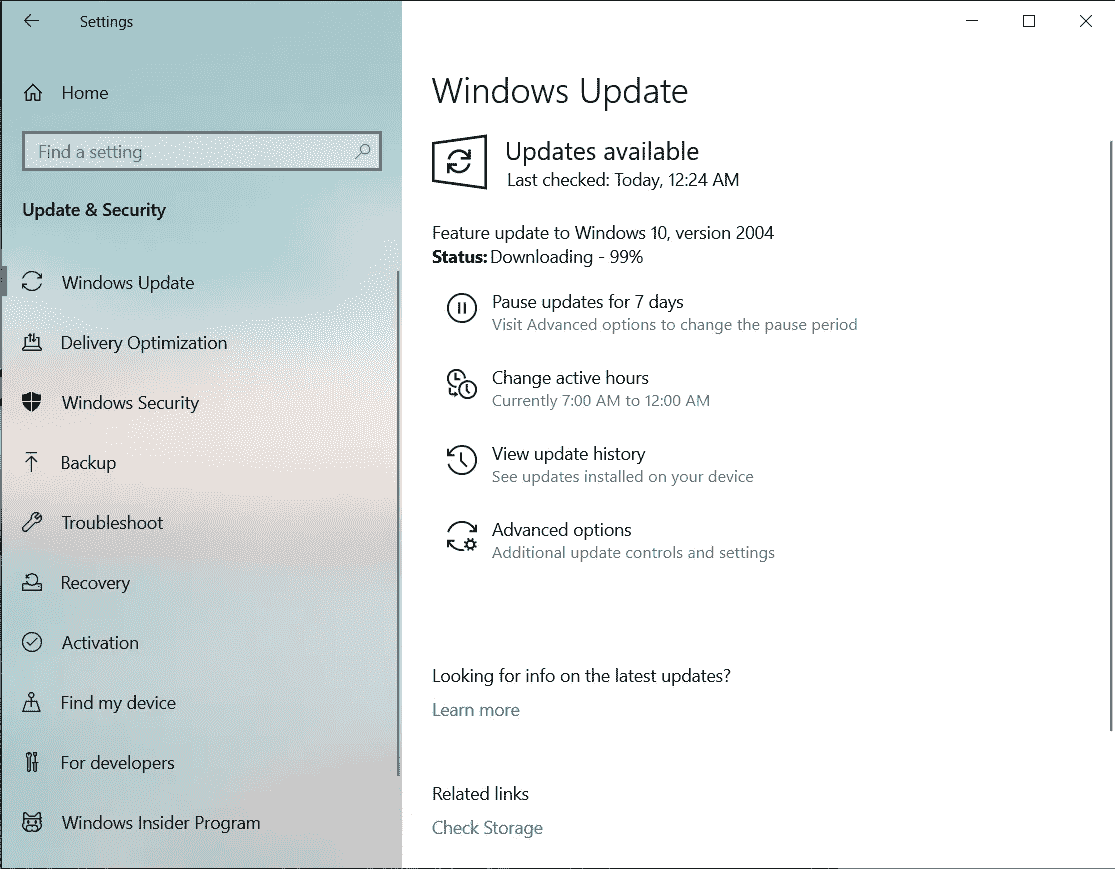 Settings
Home
Find a setting
Update & Security
Windows Update
Delivery Optimization
Windows Security
Backup
Troubleshoot
Recovery
Activation
Find my device
For developers
Windows Insider Program
Windows Update
Updates available
Last checked: Today, 12:24 AM
Feature update to Windows 10, version 2004
Status: Downloading - 99%
Pause updates for 7 days
Visit Advanced options to change the pause period
Change active hours
Currently 7:00 AM to 12:00 AM
View update history
See updates installed on your device
Advanced options
Additional update controls and settings
Looking for info on the latest updates?
Learn more
Related links
Check Storage